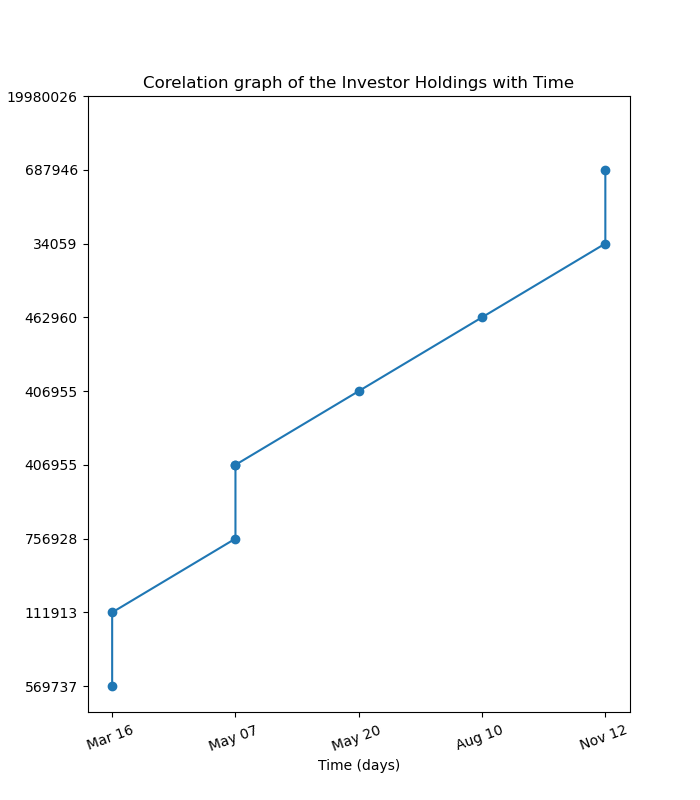 Corelation graph of the Investor Holdings with Time
19980026
687946
34059
462960
406955
406955
756928
111913
569737
Mar 16
May 07
May 20
Aug 10
Nov 12
Time (days)